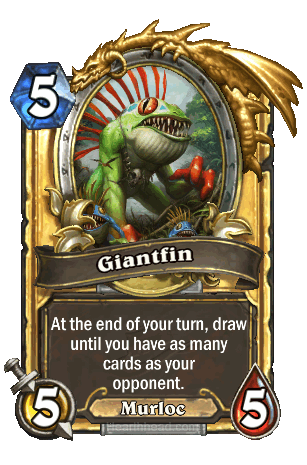 5
Giantfin
At the end of your turn, draw
until you have as many
cards as your
opponent.
5
Murloc
5